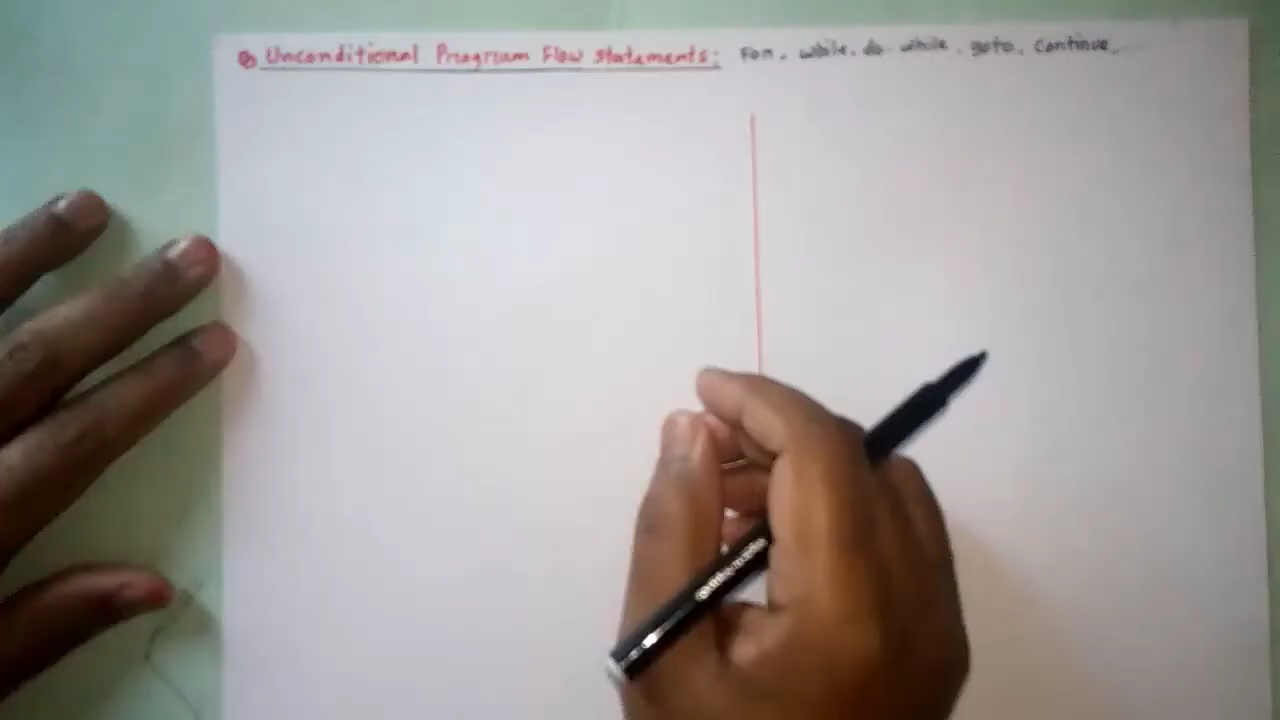 Unconditional Program Flow statements: For, while, do while, goto, Continue,